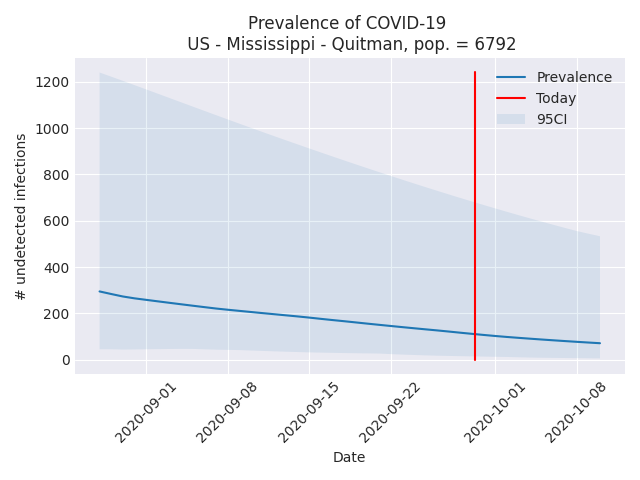 Prevalence of COVID-19
US - Mississippi - Quitman, pop. = 6792
Prevalence
Today
95CI
# undetected infections
1200
1000
800
600
400
200
0
2020-09-01
2020-09-08
2020-09-15
2020-09-22
2020-10-01
2020-10-08
Date